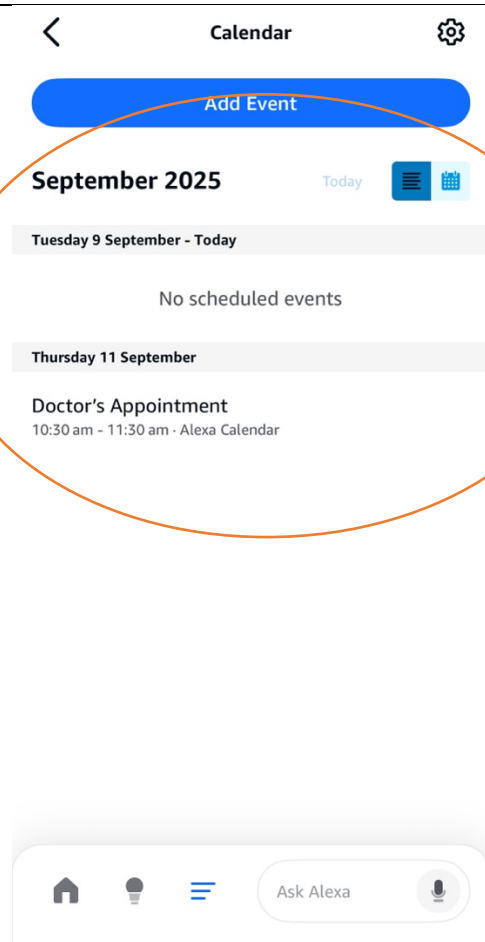 Calendar
Add Event
September 2025
Today
Tuesday 9 September - Today
No scheduled events
Thursday 11 September
Doctor's Appointment
10:30 am - 11:30 am · Alexa Calendar
Ask Alexa